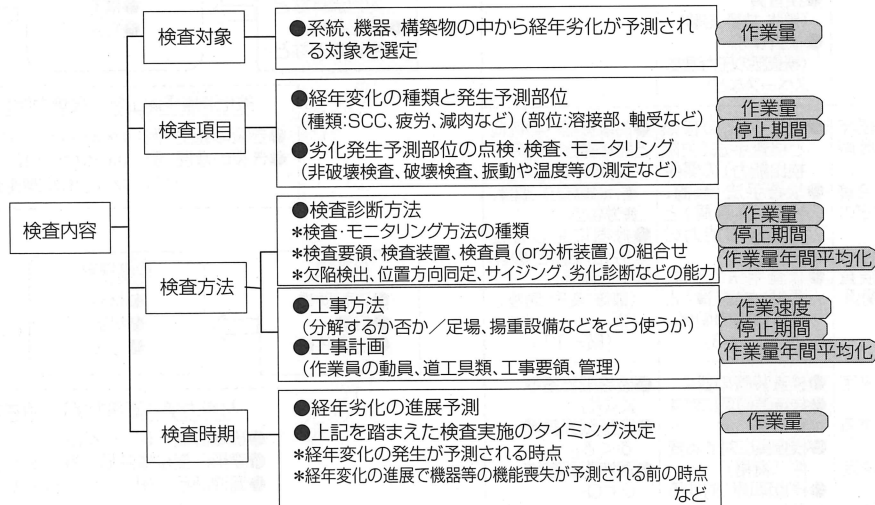 検査内容
検査対象
●系統、機器、構築物の中から経年劣化が予測され
る対象を選定
作業量
検査項目
●経年変化の種類と発生予測部位
（種類：SCC、疲労、減肉など）（部位：溶接部、軸受など）
●劣化発生予測部位の点検・検査、モニタリング
（非破壊検査、破壊検査、振動や温度等の測定など）
作業量
停止期間
検査方法
●検査診断方法
＊検査・モニタリング方法の種類
＊検査要領、検査装置、検査員（or分析装置）の組合せ
＊欠陥検出、位置方向同定、サイジング、劣化診断などの能力
作業量
停止期間
作業量年間平均化
●工事方法
（分解するか否か／足場、揚重設備などをどう使うか）
●工事計画
（作業員の動員、道工具類、工事要領、管理）
作業速度
停止期間
作業量年間平均化
検査時期
●経年劣化の進展予測
●上記を踏まえた検査実施のタイミング決定
＊経年変化の発生が予測される時点
＊経年変化の進展で機器等の機能喪失が予測される前の時点
など
作業量